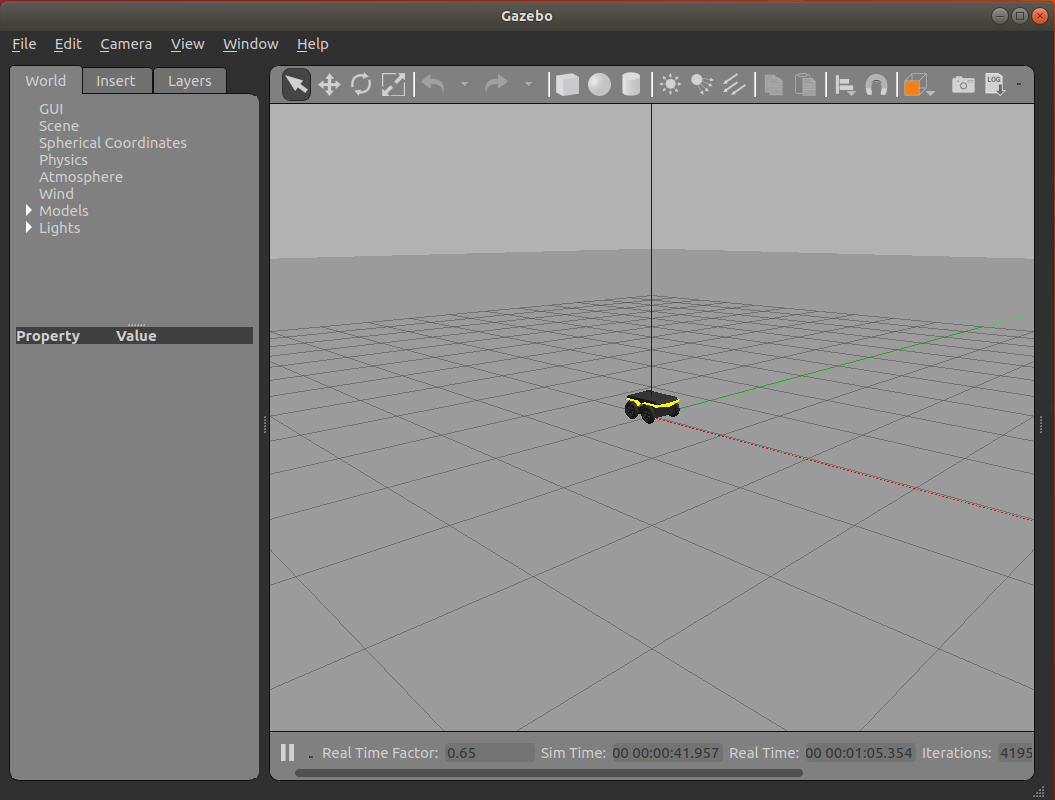 Gazebo
File Edit Camera View Window Help
World Insert Layers
GUI
Scene
Spherical Coordinates
Physics
Atmosphere
Wind
Models
Lights
Property Value
LOG
Real Time Factor: 0.65 Sim Time: 00 00:00:41.957 Real Time: 00 00:01:05.354 Iterations: 4195